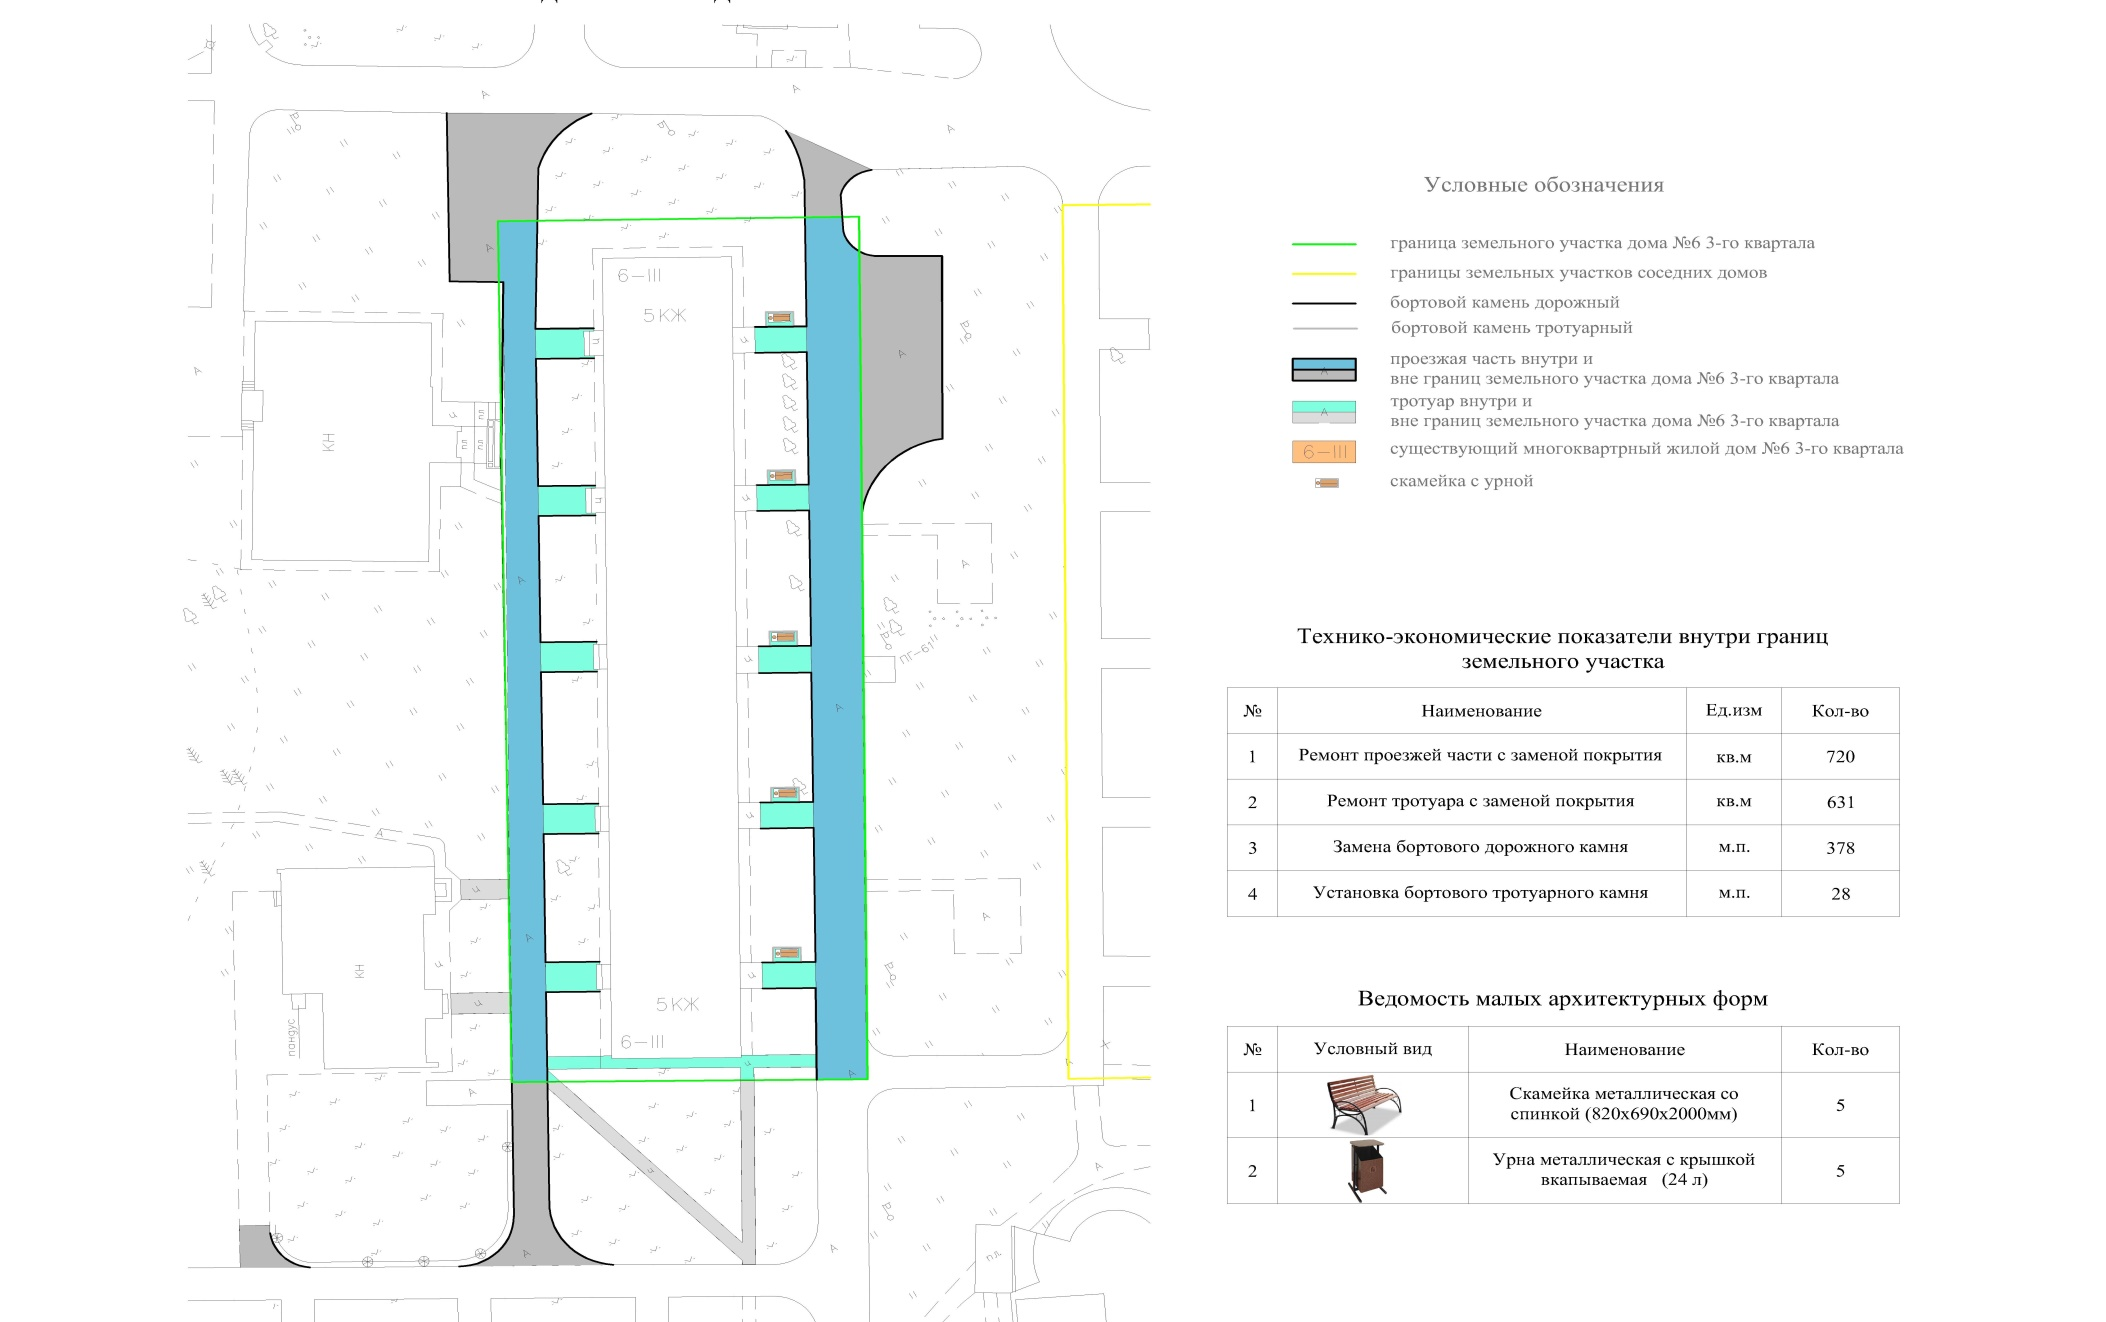 6-III
5КЖ
КН
пл
пл
пл
ц
ц
ц
ц
ц
ц
А
А
А
А
А
А
А
А
А
ПГ-61
КН
пандус
5КЖ
6-III
пл.
Условные обозначения
граница земельного участка дома №6 3-го квартала
границы земельных участков соседних домов
бортовой камень дорожный
бортовой камень тротуарный
А
проезжая часть внутри и
вне границ земельного участка дома №6 3-го квартала
А
тротуар внутри и
вне границ земельного участка дома №6 3-го квартала
6-III
существующий многоквартрный жилой дом №6 3-го квартала
скамейка с урной
Технико-экономические показатели внутри границ
земельного участка
№ Наименование Ед.изм Кол-во
1 Ремонт проезжей части с заменой покрытия кв.м 720
2 Ремонт тротуара с заменой покрытия кв.м 631
3 Замена бортового дорожного камня м.п. 378
4 Установка бортового тротуарного камня м.п. 28
Ведомость малых архитектурных форм
№ Условный вид Наименование Кол-во
1 Скамейка металлическая со
спинкой (820х690х2000мм) 5
2 Урна металлическая с крышкой
вкапываемая (24 л) 5